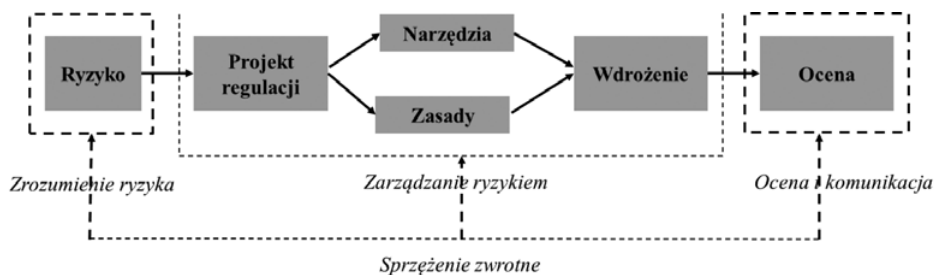 Ryzyko
Projekt
regulacji
Narzędzia
Zasady
Wdrożenie
Ocena
Zrozumienie ryzyka
Zarządzanie ryzykiem
Ocena i komunikacja
Sprzężenie zwrotne